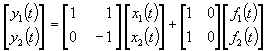 [y₁(t)] = [1 1] [x₁(t)] + [1 0] [f₁(t)]
[y₂(t)] = [0 −1] [x₂(t)] + [1 0] [f₂(t)]